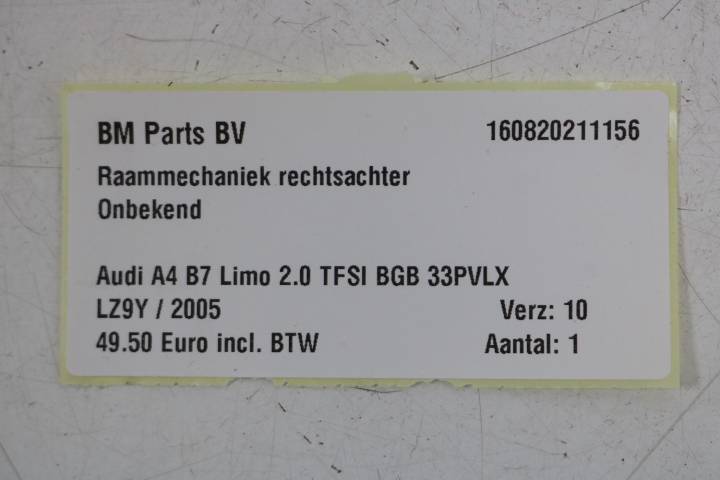 BM Parts BV 160820211156
Raammechaniek rechtsachter
Onbekend
Audi A4 B7 Limo 2.0 TFSI BGB 33PVLX
LZ9Y / 2005 Verz: 10
49.50 Euro incl. BTW Aantal: 1